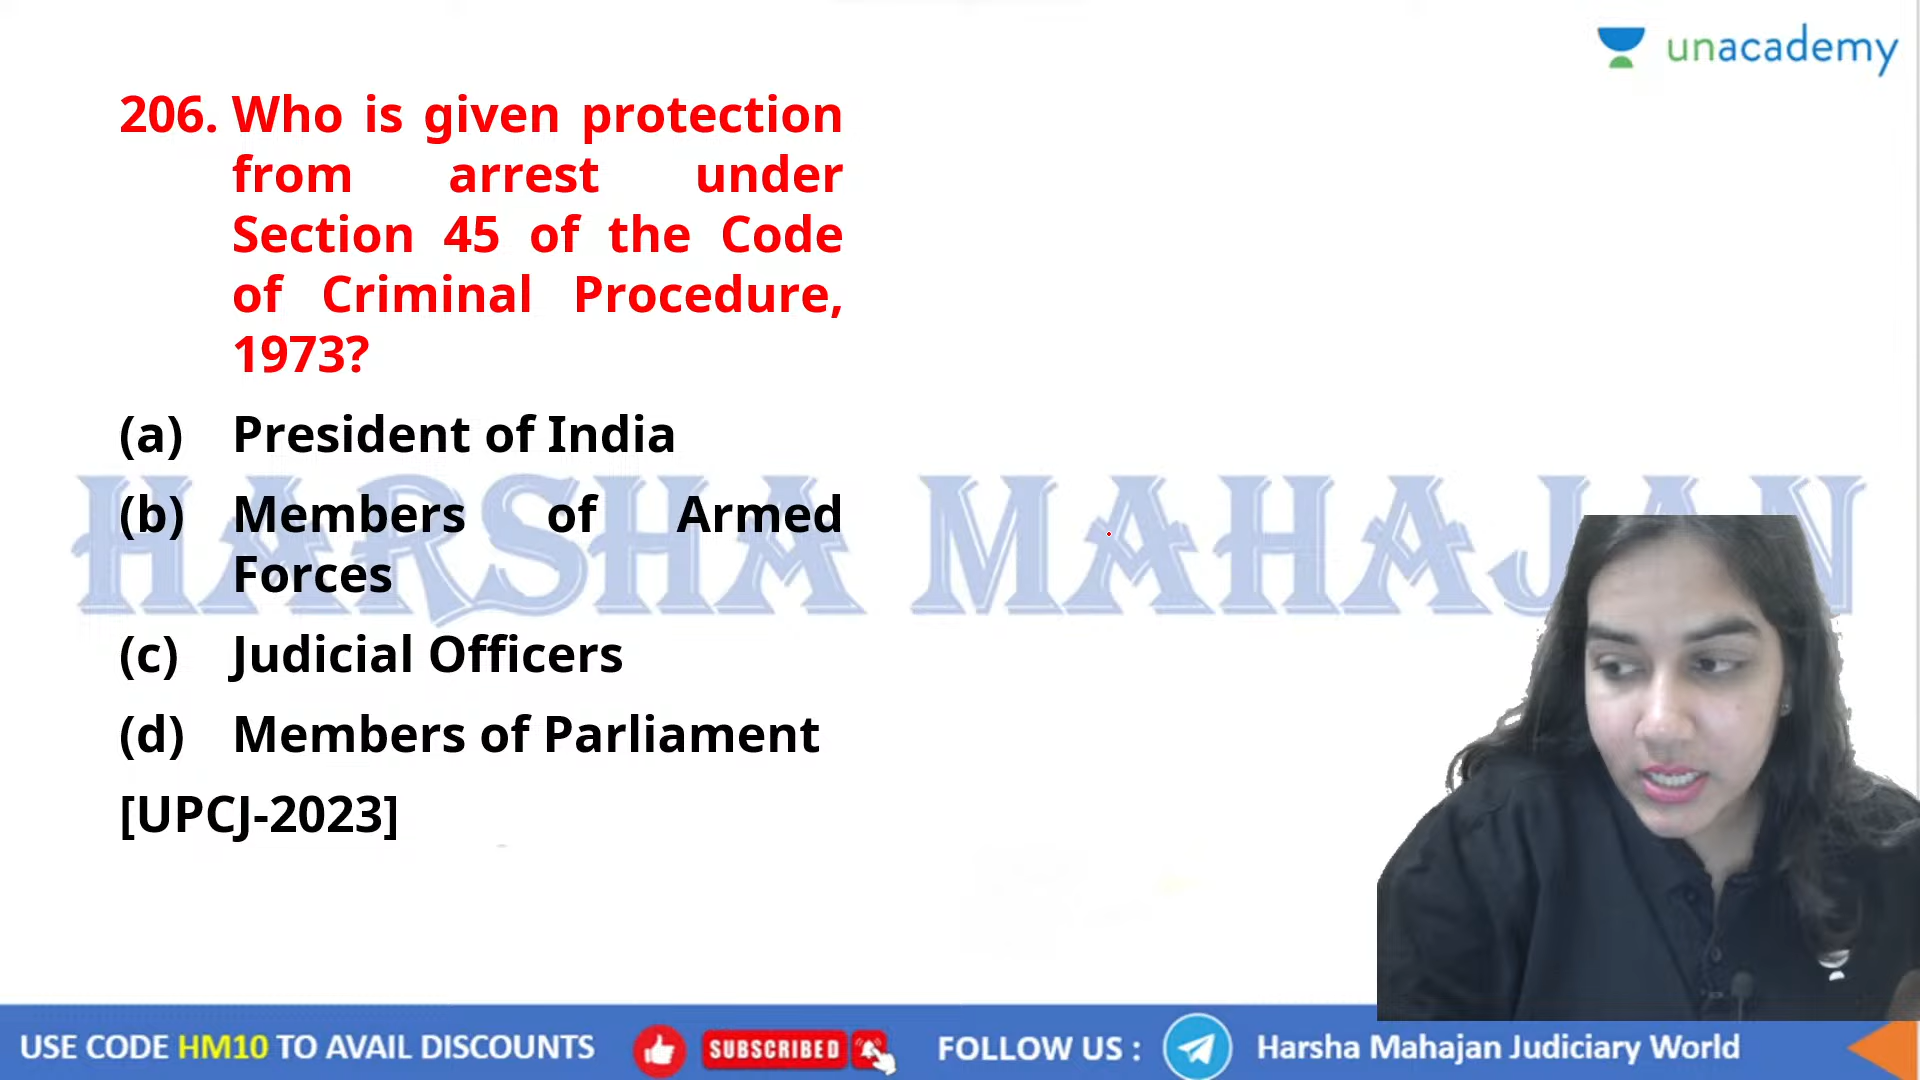 unacademy
206. Who is given protection
from arrest under
Section 45 of the Code
of Criminal Procedure,
1973?
(a) President of India
(b) Members of Armed
Forces
(c) Judicial Officers
(d) Members of Parliament
[UPCJ-2023]
HARSHA MAHAJAN
USE CODE HM10 TO AVAIL DISCOUNTS
SUBSCRIBED
FOLLOW US :
Harsha Mahajan Judiciary World